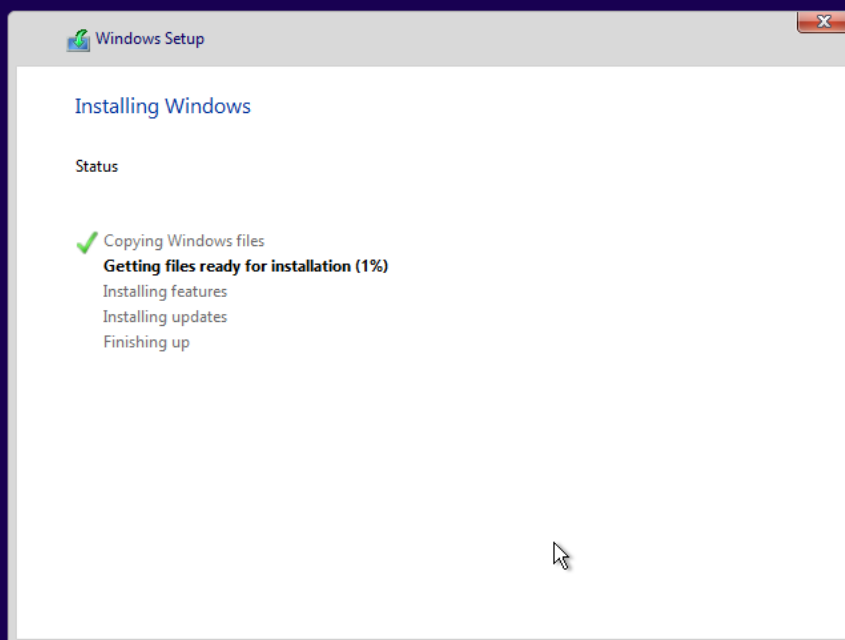 Windows Setup
Installing Windows
Status
Copying Windows files
Getting files ready for installation (1%)
Installing features
Installing updates
Finishing up